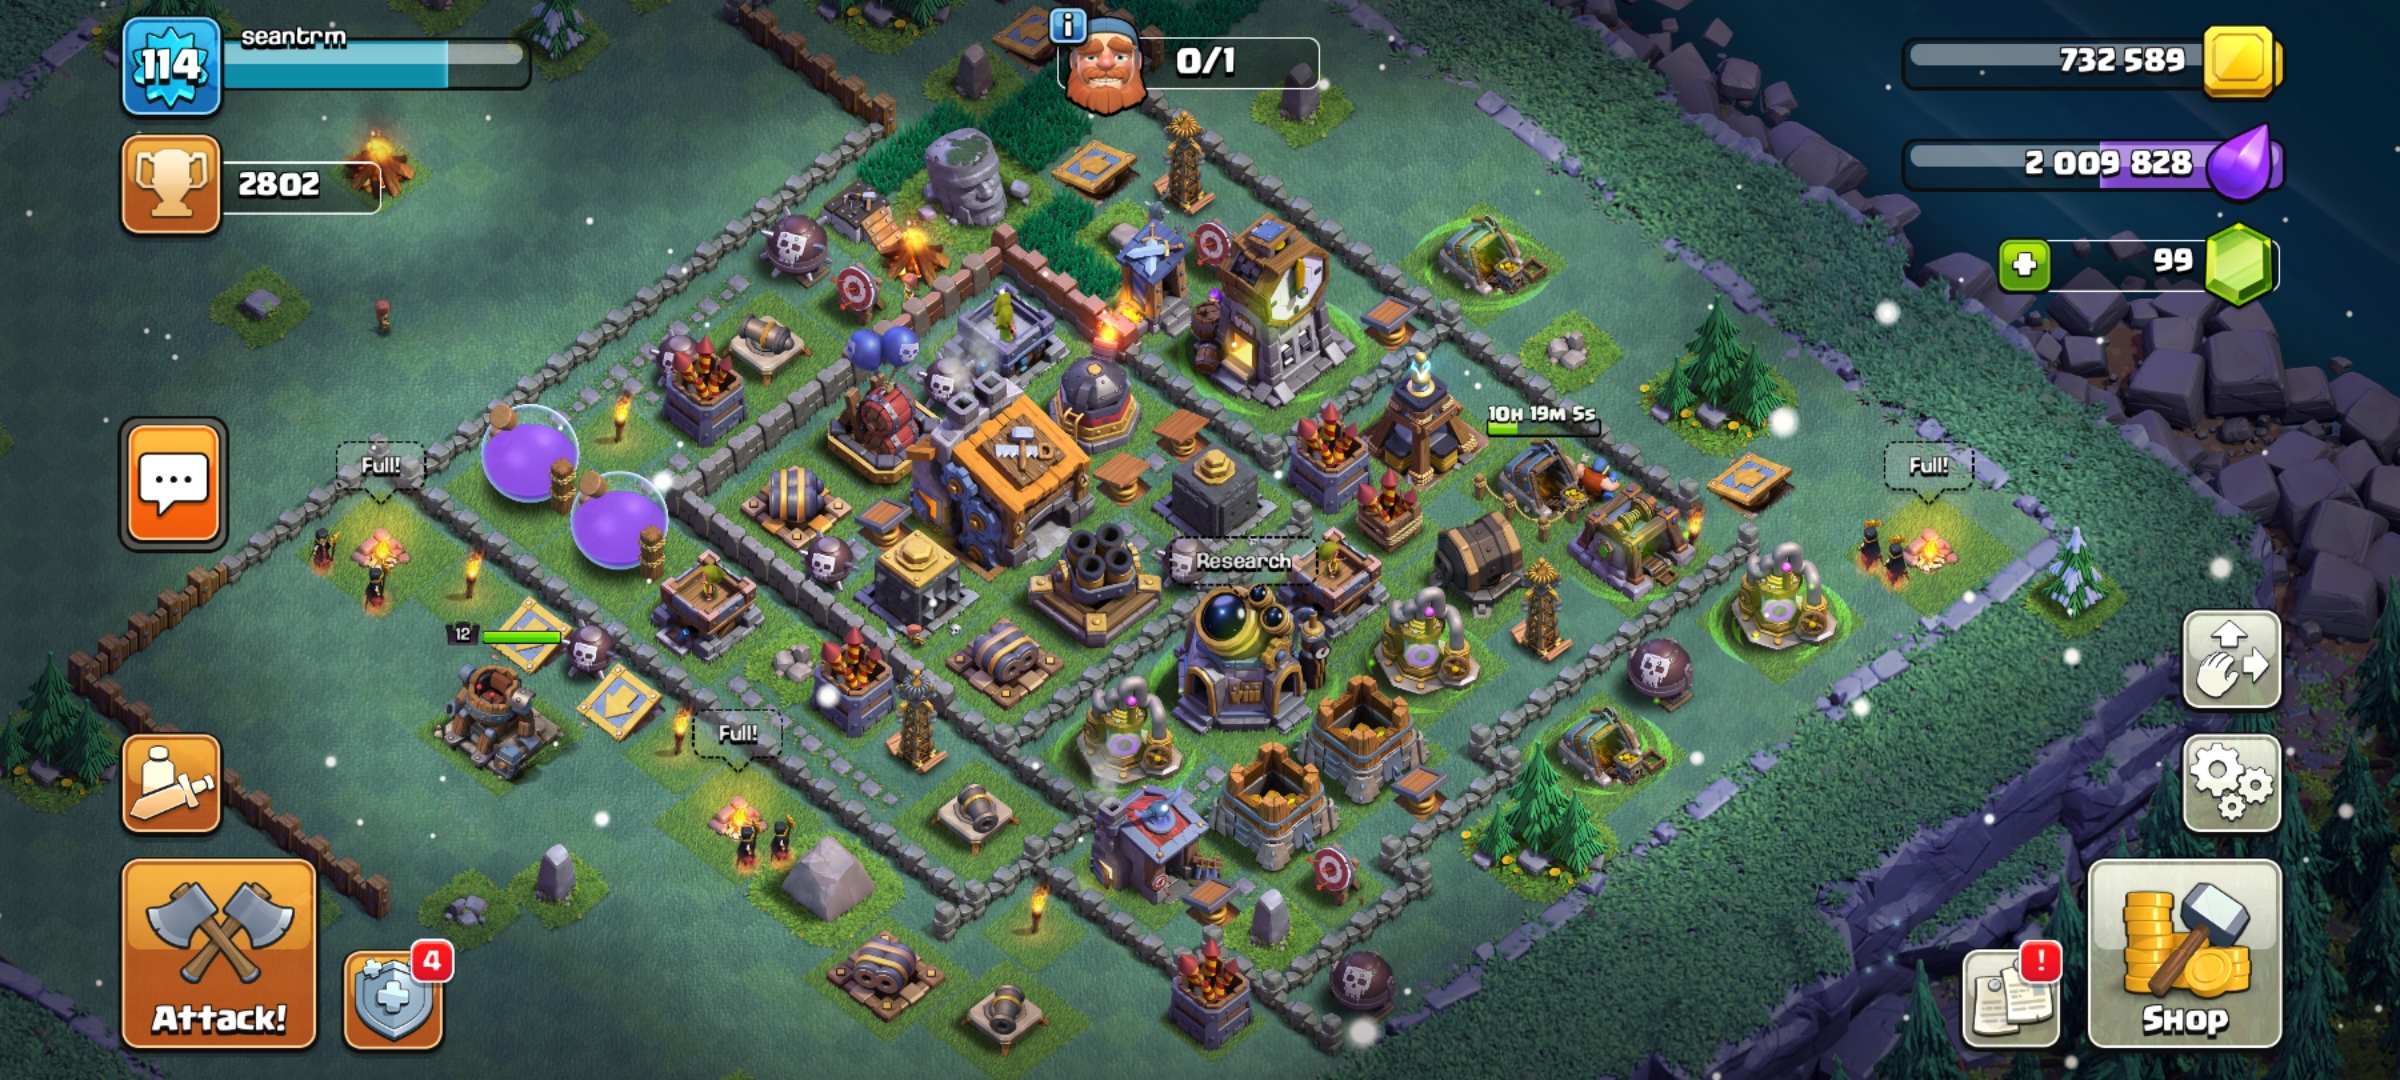 114
seantrm
i
0/1
732 589
2802
2 009 828
99
10H 19M 5s
Full!
Full!
Research
12
Full!
Attack!
4
!
Shop